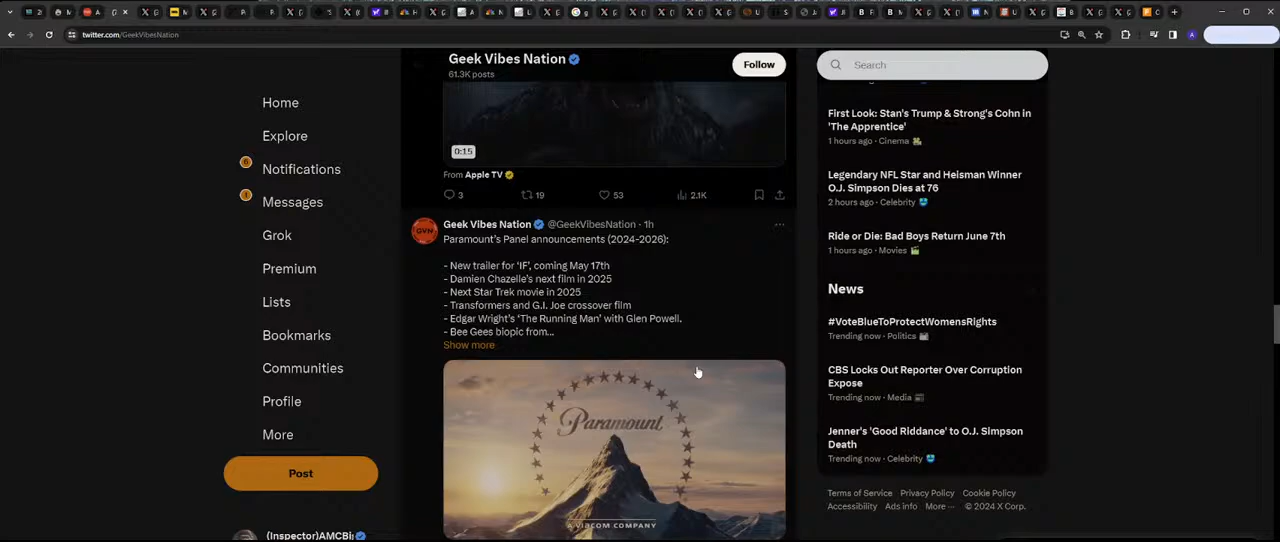 twitter.com/GeekVibesNation
Geek Vibes Nation
61.3K posts
Follow
Search
Home
Explore
6
Notifications
1
Messages
Grok
Premium
Lists
Bookmarks
Communities
Profile
More
Post
(Inspector)AMCBi
0:15
From Apple TV
3
19
53
2.1K
GVN
Geek Vibes Nation @GeekVibesNation · 1h
Paramount's Panel announcements (2024-2026):
- New trailer for 'IF', coming May 17th
- Damien Chazelle's next film in 2025
- Next Star Trek movie in 2025
- Transformers and G.I. Joe crossover film
- Edgar Wright's 'The Running Man' with Glen Powell.
- Bee Gees biopic from...
Show more
Paramount
A VIACOM COMPANY
First Look: Stan's Trump & Strong's Cohn in
'The Apprentice'
1 hours ago · Cinema
Legendary NFL Star and Heisman Winner
O.J. Simpson Dies at 76
2 hours ago · Celebrity
Ride or Die: Bad Boys Return June 7th
1 hours ago · Movies
News
#VoteBlueToProtectWomensRights
Trending now · Politics
CBS Locks Out Reporter Over Corruption
Expose
Trending now · Media
Jenner's 'Good Riddance' to O.J. Simpson
Death
Trending now · Celebrity
Terms of Service Privacy Policy Cookie Policy
Accessibility Ads info More ··· © 2024 X Corp.